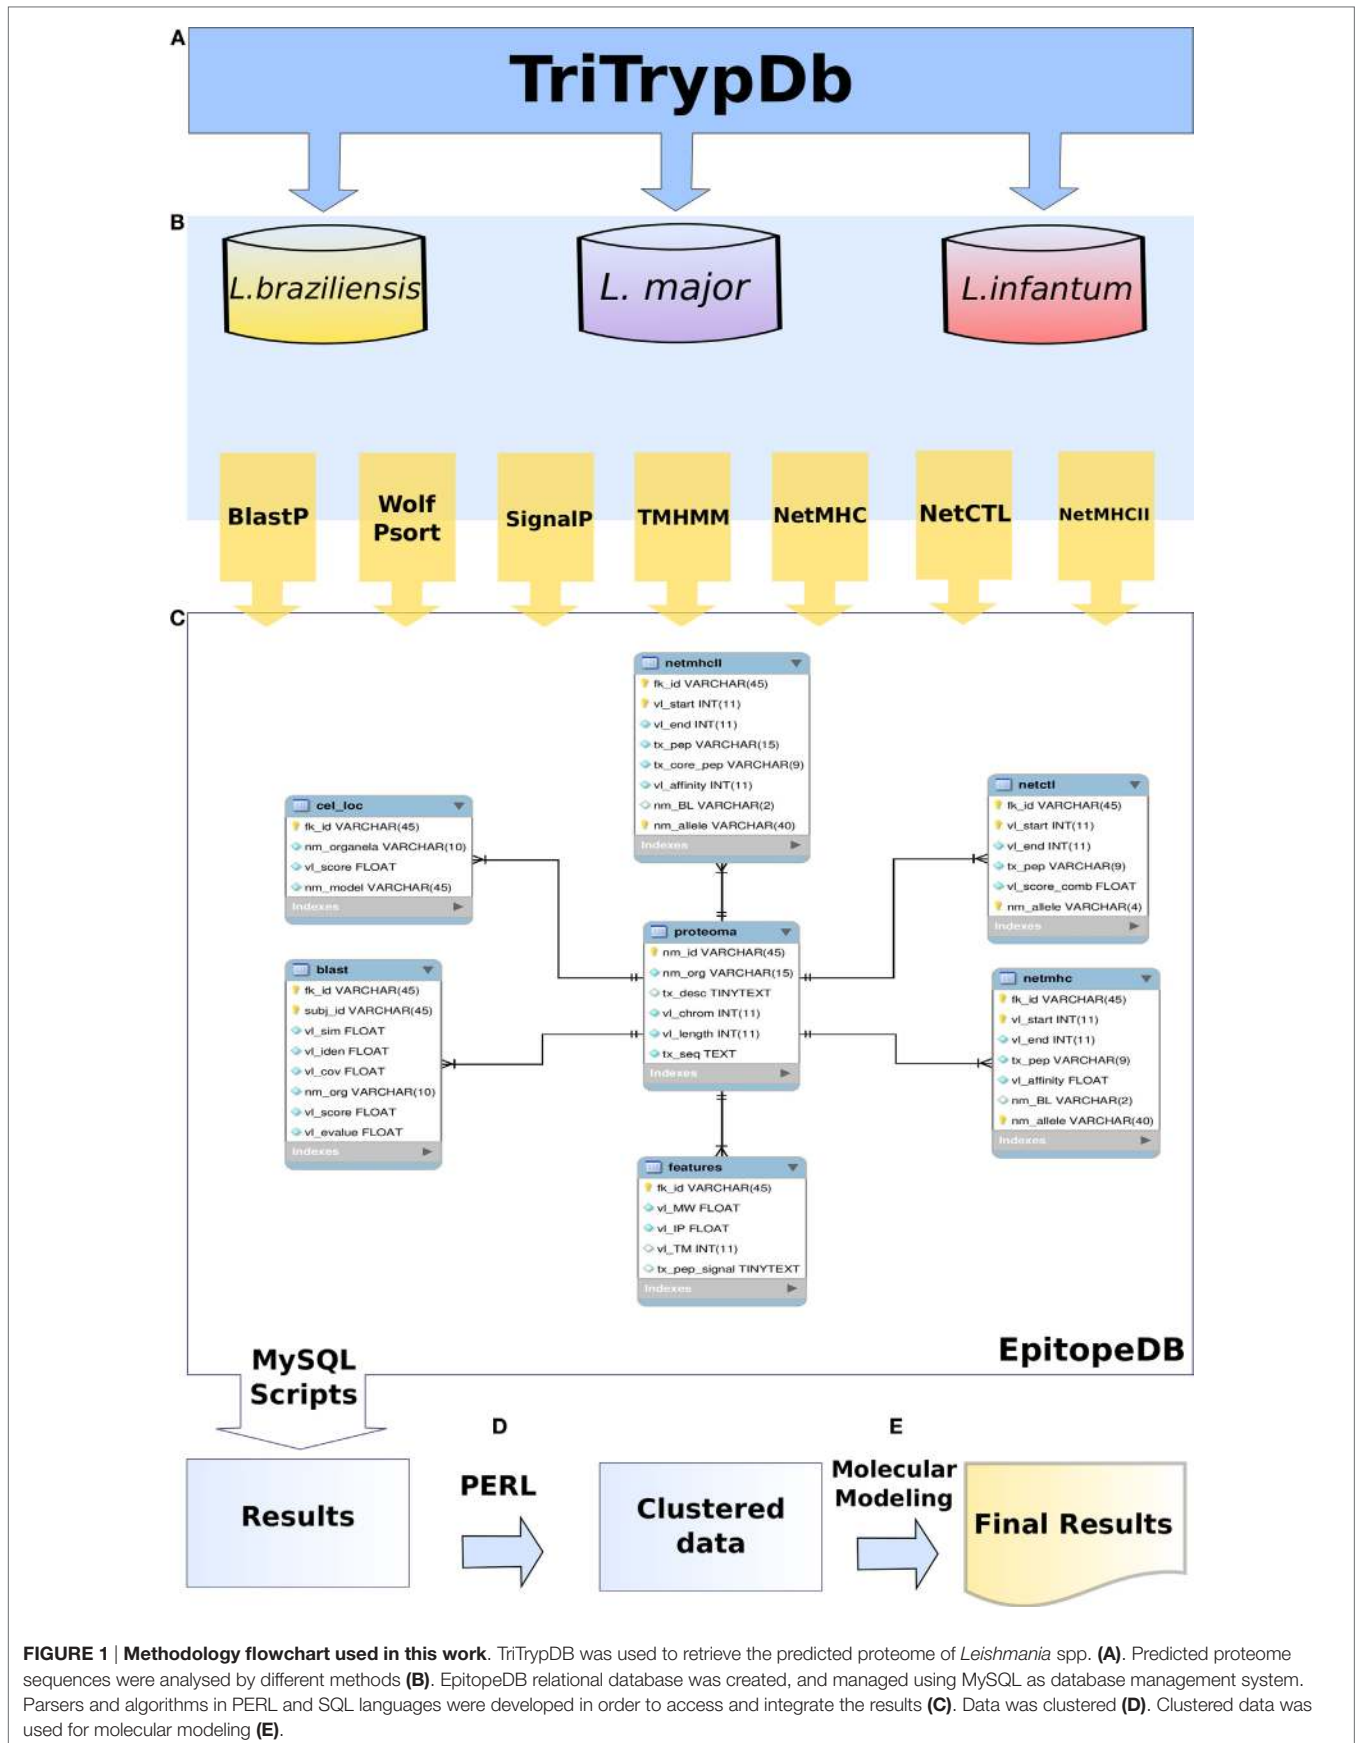 A
TriTrypDb
B
L.braziliensis
L. major
L.infantum
BlastP
Wolf
Psort
SignalP
TMHMM
NetMHC
NetCTL
NetMHCII
C
netmhcII
fk_id VARCHAR(45)
vl_start INT(11)
vl_end INT(11)
tx_pep VARCHAR(15)
tx_core_pep VARCHAR(9)
vl_affinity INT(11)
nm_BL VARCHAR(2)
nm_allele VARCHAR(40)
Indexes
cel_loc
fk_id VARCHAR(45)
nm_organela VARCHAR(10)
vl_score FLOAT
nm_model VARCHAR(45)
Indexes
netctl
fk_id VARCHAR(45)
vl_start INT(11)
vl_end INT(11)
tx_pep VARCHAR(9)
vl_score_comb FLOAT
nm_allele VARCHAR(4)
Indexes
proteoma
nm_id VARCHAR(45)
nm_org VARCHAR(15)
tx_desc TINYTEXT
vl_chrom INT(11)
vl_length INT(11)
tx_seq TEXT
Indexes
blast
fk_id VARCHAR(45)
subj_id VARCHAR(45)
vl_sim FLOAT
vl_iden FLOAT
vl_cov FLOAT
nm_org VARCHAR(10)
vl_score FLOAT
vl_evalue FLOAT
Indexes
netmhc
fk_id VARCHAR(45)
vl_start INT(11)
vl_end INT(11)
tx_pep VARCHAR(9)
vl_affinity FLOAT
nm_BL VARCHAR(2)
nm_allele VARCHAR(40)
Indexes
features
fk_id VARCHAR(45)
vl_MW FLOAT
vl_IP FLOAT
vl_TM INT(11)
tx_pep_signal TINYTEXT
Indexes
EpitopeDB
MySQL
Scripts
D
E
Results
PERL
Clustered
data
Molecular
Modeling
Final Results
FIGURE 1 | Methodology flowchart used in this work. TriTrypDB was used to retrieve the predicted proteome of Leishmania spp. (A). Predicted proteome
sequences were analysed by different methods (B). EpitopeDB relational database was created, and managed using MySQL as database management system.
Parsers and algorithms in PERL and SQL languages were developed in order to access and integrate the results (C). Data was clustered (D). Clustered data was
used for molecular modeling (E).